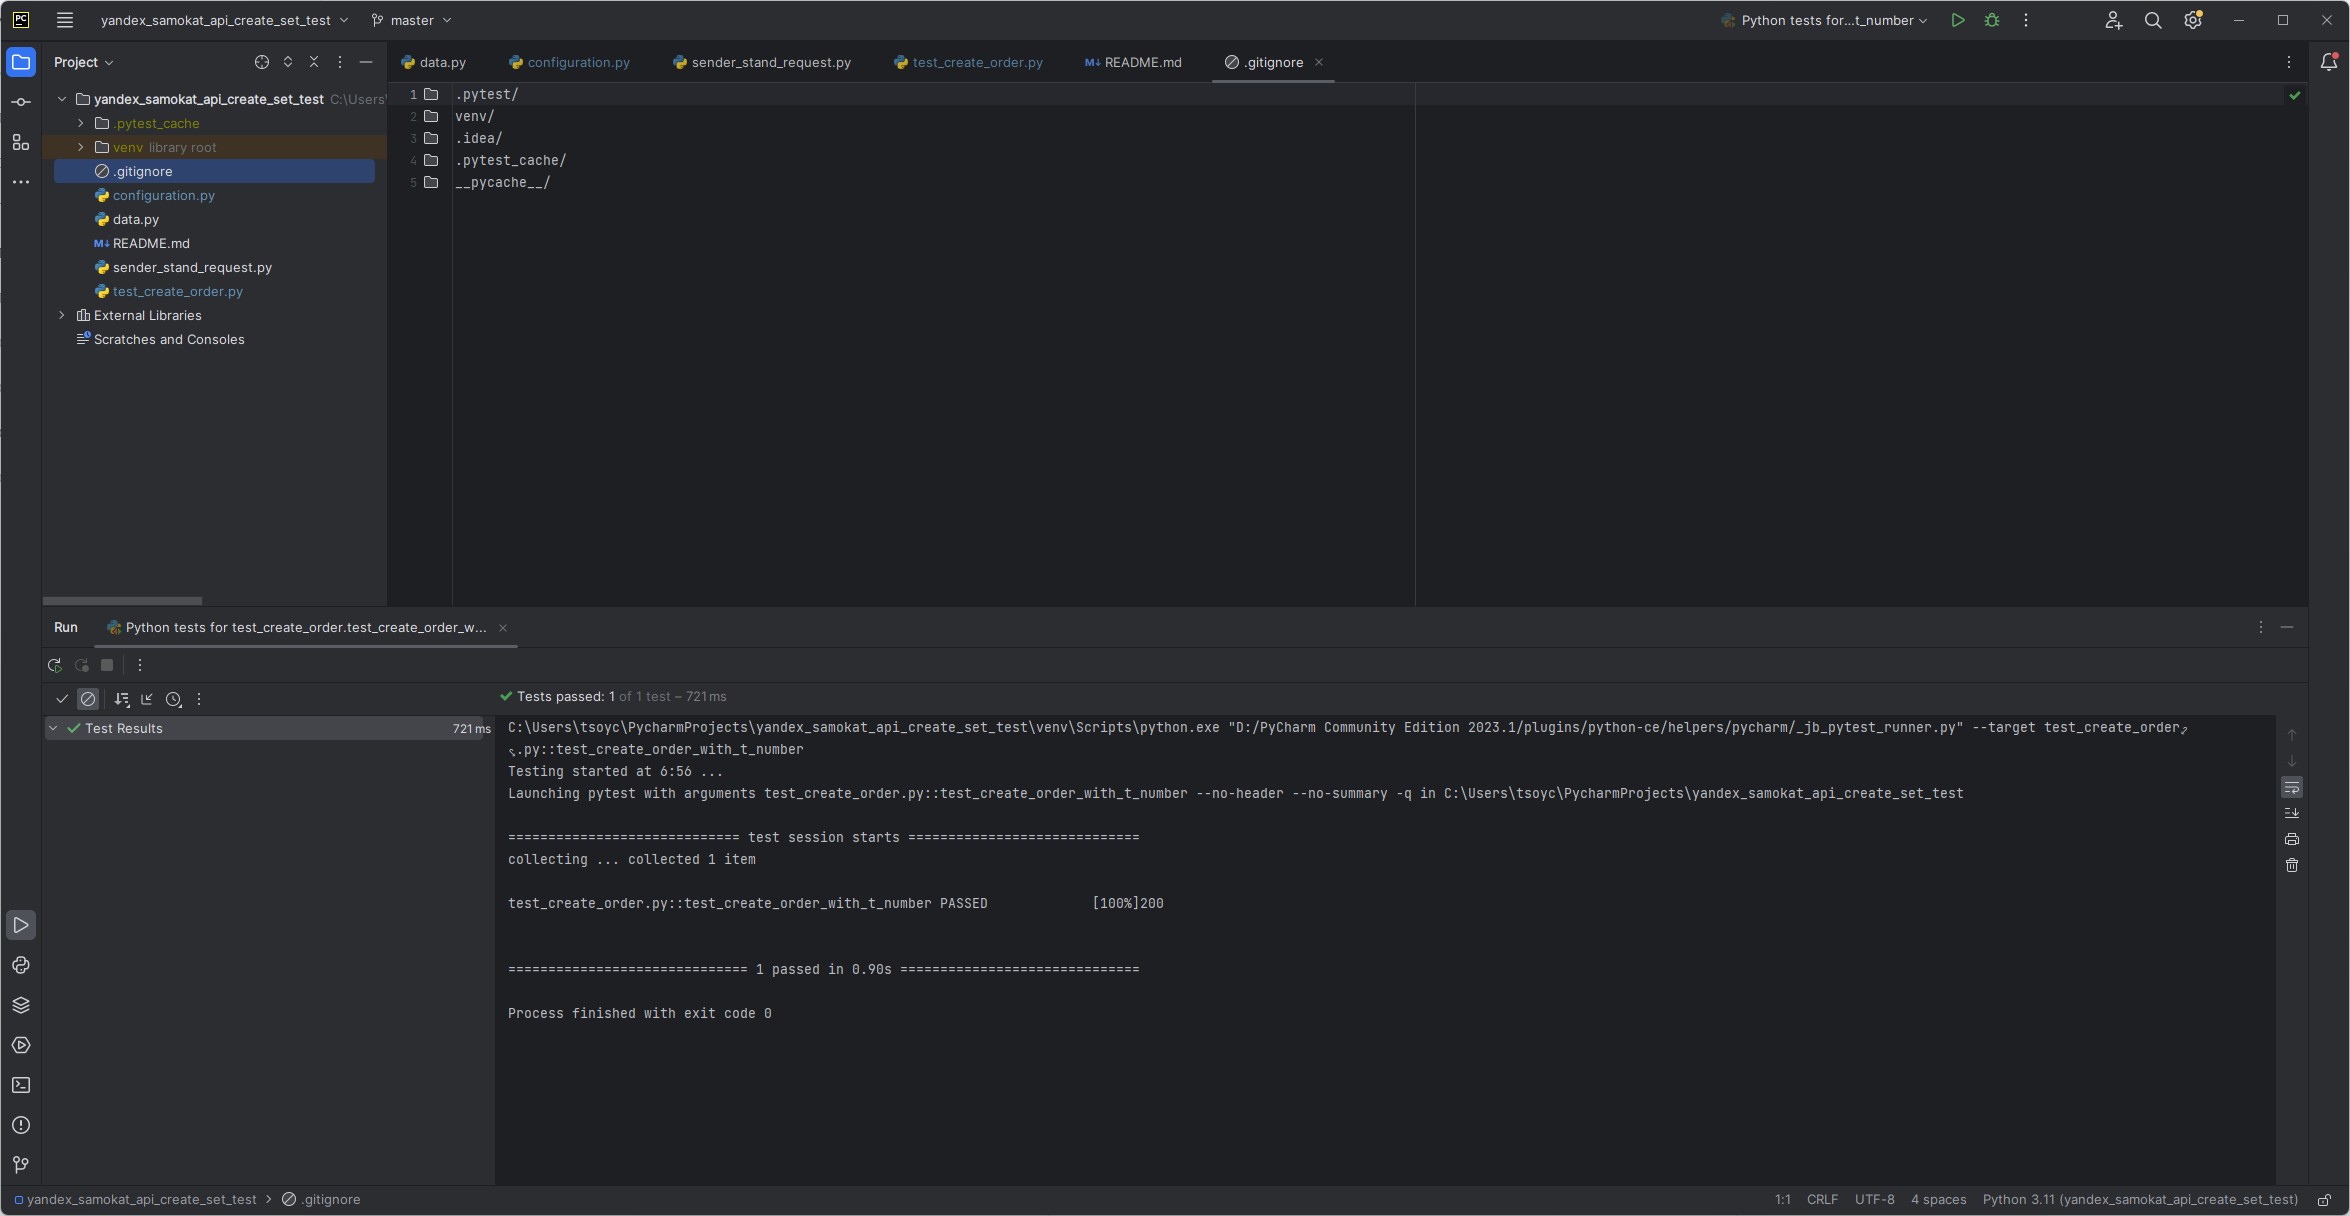 PC yandex_samokat_api_create_set_test master Python tests for...t_number
Project
data.py configuration.py sender_stand_request.py test_create_order.py M↓ README.md .gitignore
yandex_samokat_api_create_set_test C:\Users\
.pytest_cache
venv library root
.gitignore
configuration.py
data.py
M↓ README.md
sender_stand_request.py
test_create_order.py
External Libraries
Scratches and Consoles
1 .pytest/
2 venv/
3 .idea/
4 .pytest_cache/
5 __pycache__/
Run Python tests for test_create_order.test_create_order_w...
Tests passed: 1 of 1 test – 721 ms
Test Results 721 ms
C:\Users\tsoyc\PycharmProjects\yandex_samokat_api_create_set_test\venv\Scripts\python.exe "D:/PyCharm Community Edition 2023.1/plugins/python-ce/helpers/pycharm/_jb_pytest_runner.py" --target test_create_order
.py::test_create_order_with_t_number
Testing started at 6:56 ...
Launching pytest with arguments test_create_order.py::test_create_order_with_t_number --no-header --no-summary -q in C:\Users\tsoyc\PycharmProjects\yandex_samokat_api_create_set_test
============================= test session starts =============================
collecting ... collected 1 item
test_create_order.py::test_create_order_with_t_number PASSED [100%]200
============================== 1 passed in 0.90s ==============================
Process finished with exit code 0
yandex_samokat_api_create_set_test > .gitignore 1:1 CRLF UTF-8 4 spaces Python 3.11 (yandex_samokat_api_create_set_test)